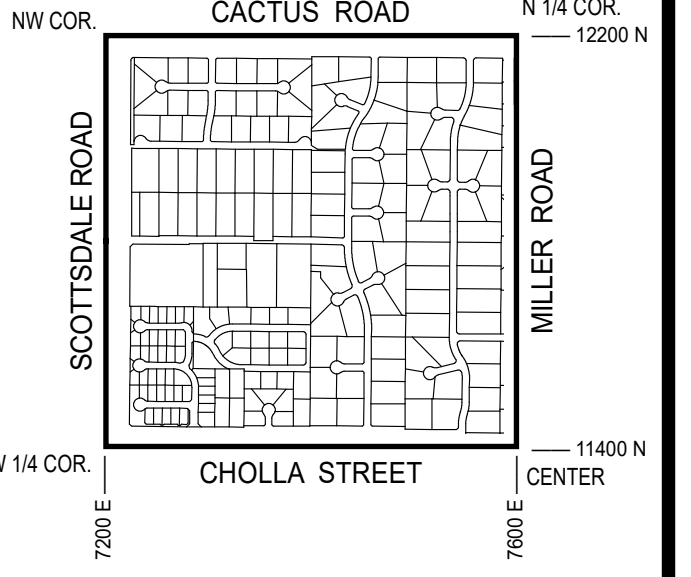 CACTUS ROAD
NW COR.
N 1/4 COR.
12200 N
SCOTTSDALE ROAD
MILLER ROAD
W 1/4 COR.
CHOLLA STREET
11400 N
CENTER
7200 E
7600 E